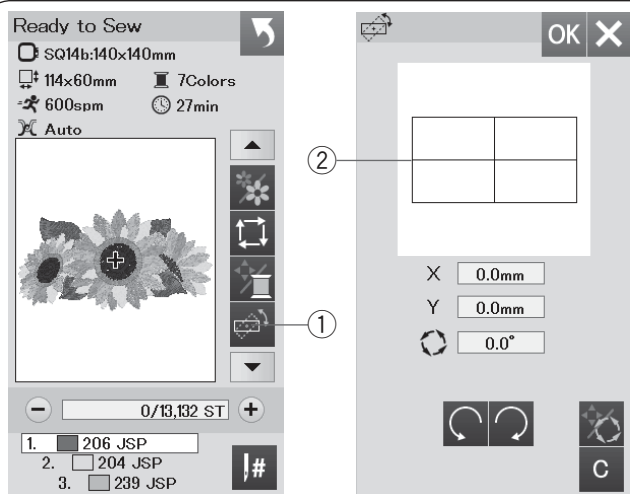 Ready to Sew
SQ14b:140x140mm
114x60mm 7Colors
600spm 27min
Auto
0/13,132 ST
1. 206 JSP
2. 204 JSP
3. 239 JSP
#
①
OK
②
X 0.0mm
Y 0.0mm
0.0°
C